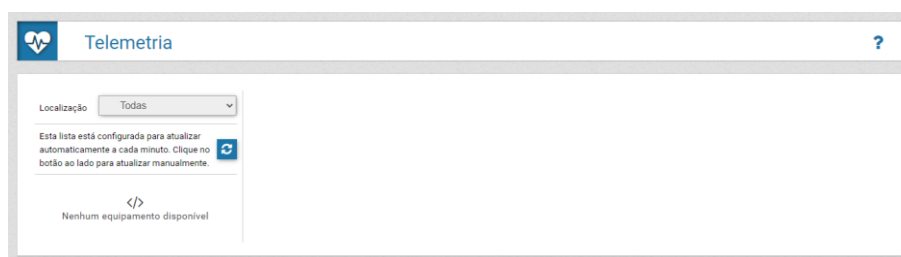 Telemetria
?
Localização Todas
Esta lista está configurada para atualizar
automaticamente a cada minuto. Clique no
botão ao lado para atualizar manualmente.
</>
Nenhum equipamento disponível